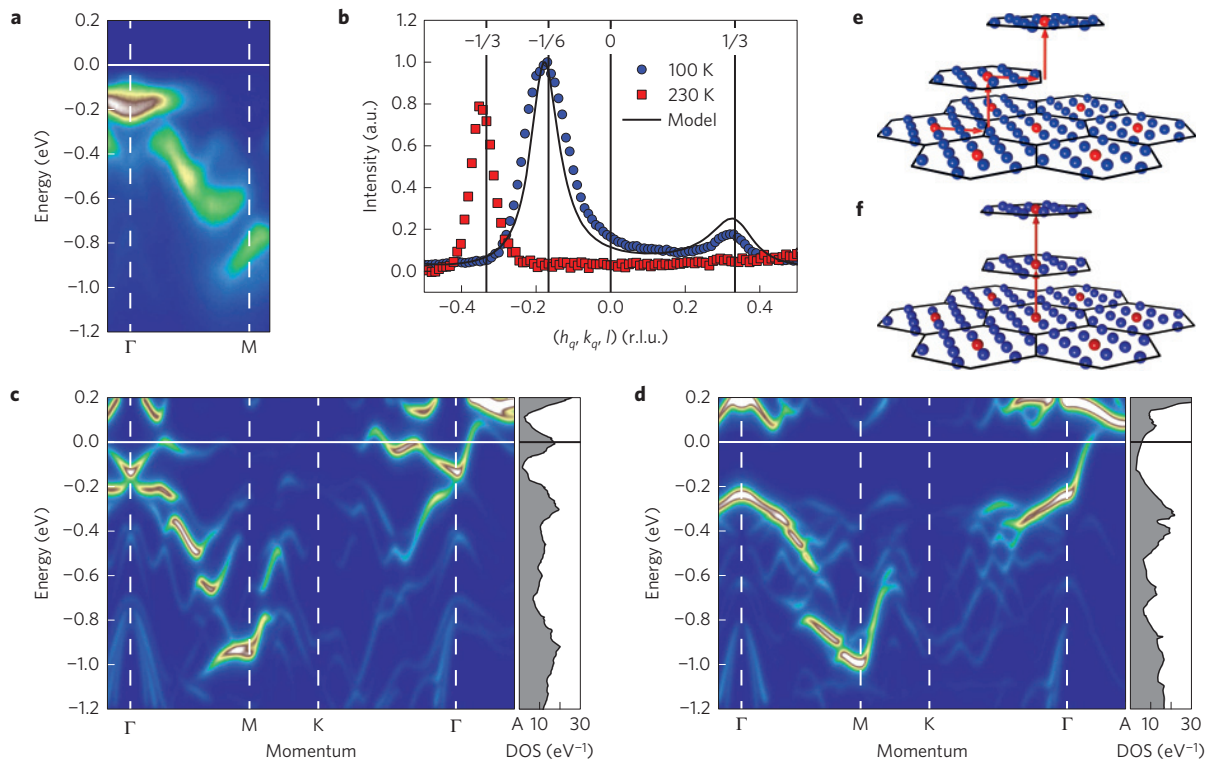 a
0.2
0.0
−0.2
−0.4
−0.6
−0.8
−1.0
−1.2
Energy (eV)
Γ
M
b
−1/3
−1/6
0
1/3
1.2
1.0
0.8
0.6
0.4
0.2
0.0
Intensity (a.u.)
100 K
230 K
Model
−0.4
−0.2
0.0
0.2
0.4
(hq, kq, l) (r.l.u.)
e
f
c
0.2
0.0
−0.2
−0.4
−0.6
−0.8
−1.0
−1.2
Energy (eV)
Γ
M
K
Γ
A
10
30
Momentum
DOS (eV⁻¹)
d
0.2
0.0
−0.2
−0.4
−0.6
−0.8
−1.0
−1.2
Energy (eV)
Γ
M
K
Γ
A
10
30
Momentum
DOS (eV⁻¹)